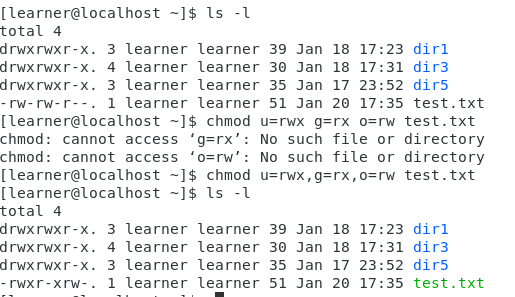 [learner@localhost ~]$ ls -l
total 4
drwxrwxr-x. 3 learner learner 39 Jan 18 17:23 dir1
drwxrwxr-x. 4 learner learner 30 Jan 18 17:31 dir3
drwxrwxr-x. 3 learner learner 35 Jan 17 23:52 dir5
-rw-rw-r--. 1 learner learner 51 Jan 20 17:35 test.txt
[learner@localhost ~]$ chmod u=rwx g=rx o=rw test.txt
chmod: cannot access ‘g=rx’: No such file or directory
chmod: cannot access ‘o=rw’: No such file or directory
[learner@localhost ~]$ chmod u=rwx,g=rx,o=rw test.txt
[learner@localhost ~]$ ls -l
total 4
drwxrwxr-x. 3 learner learner 39 Jan 18 17:23 dir1
drwxrwxr-x. 4 learner learner 30 Jan 18 17:31 dir3
drwxrwxr-x. 3 learner learner 35 Jan 17 23:52 dir5
-rwxr-xrw-. 1 learner learner 51 Jan 20 17:35 test.txt